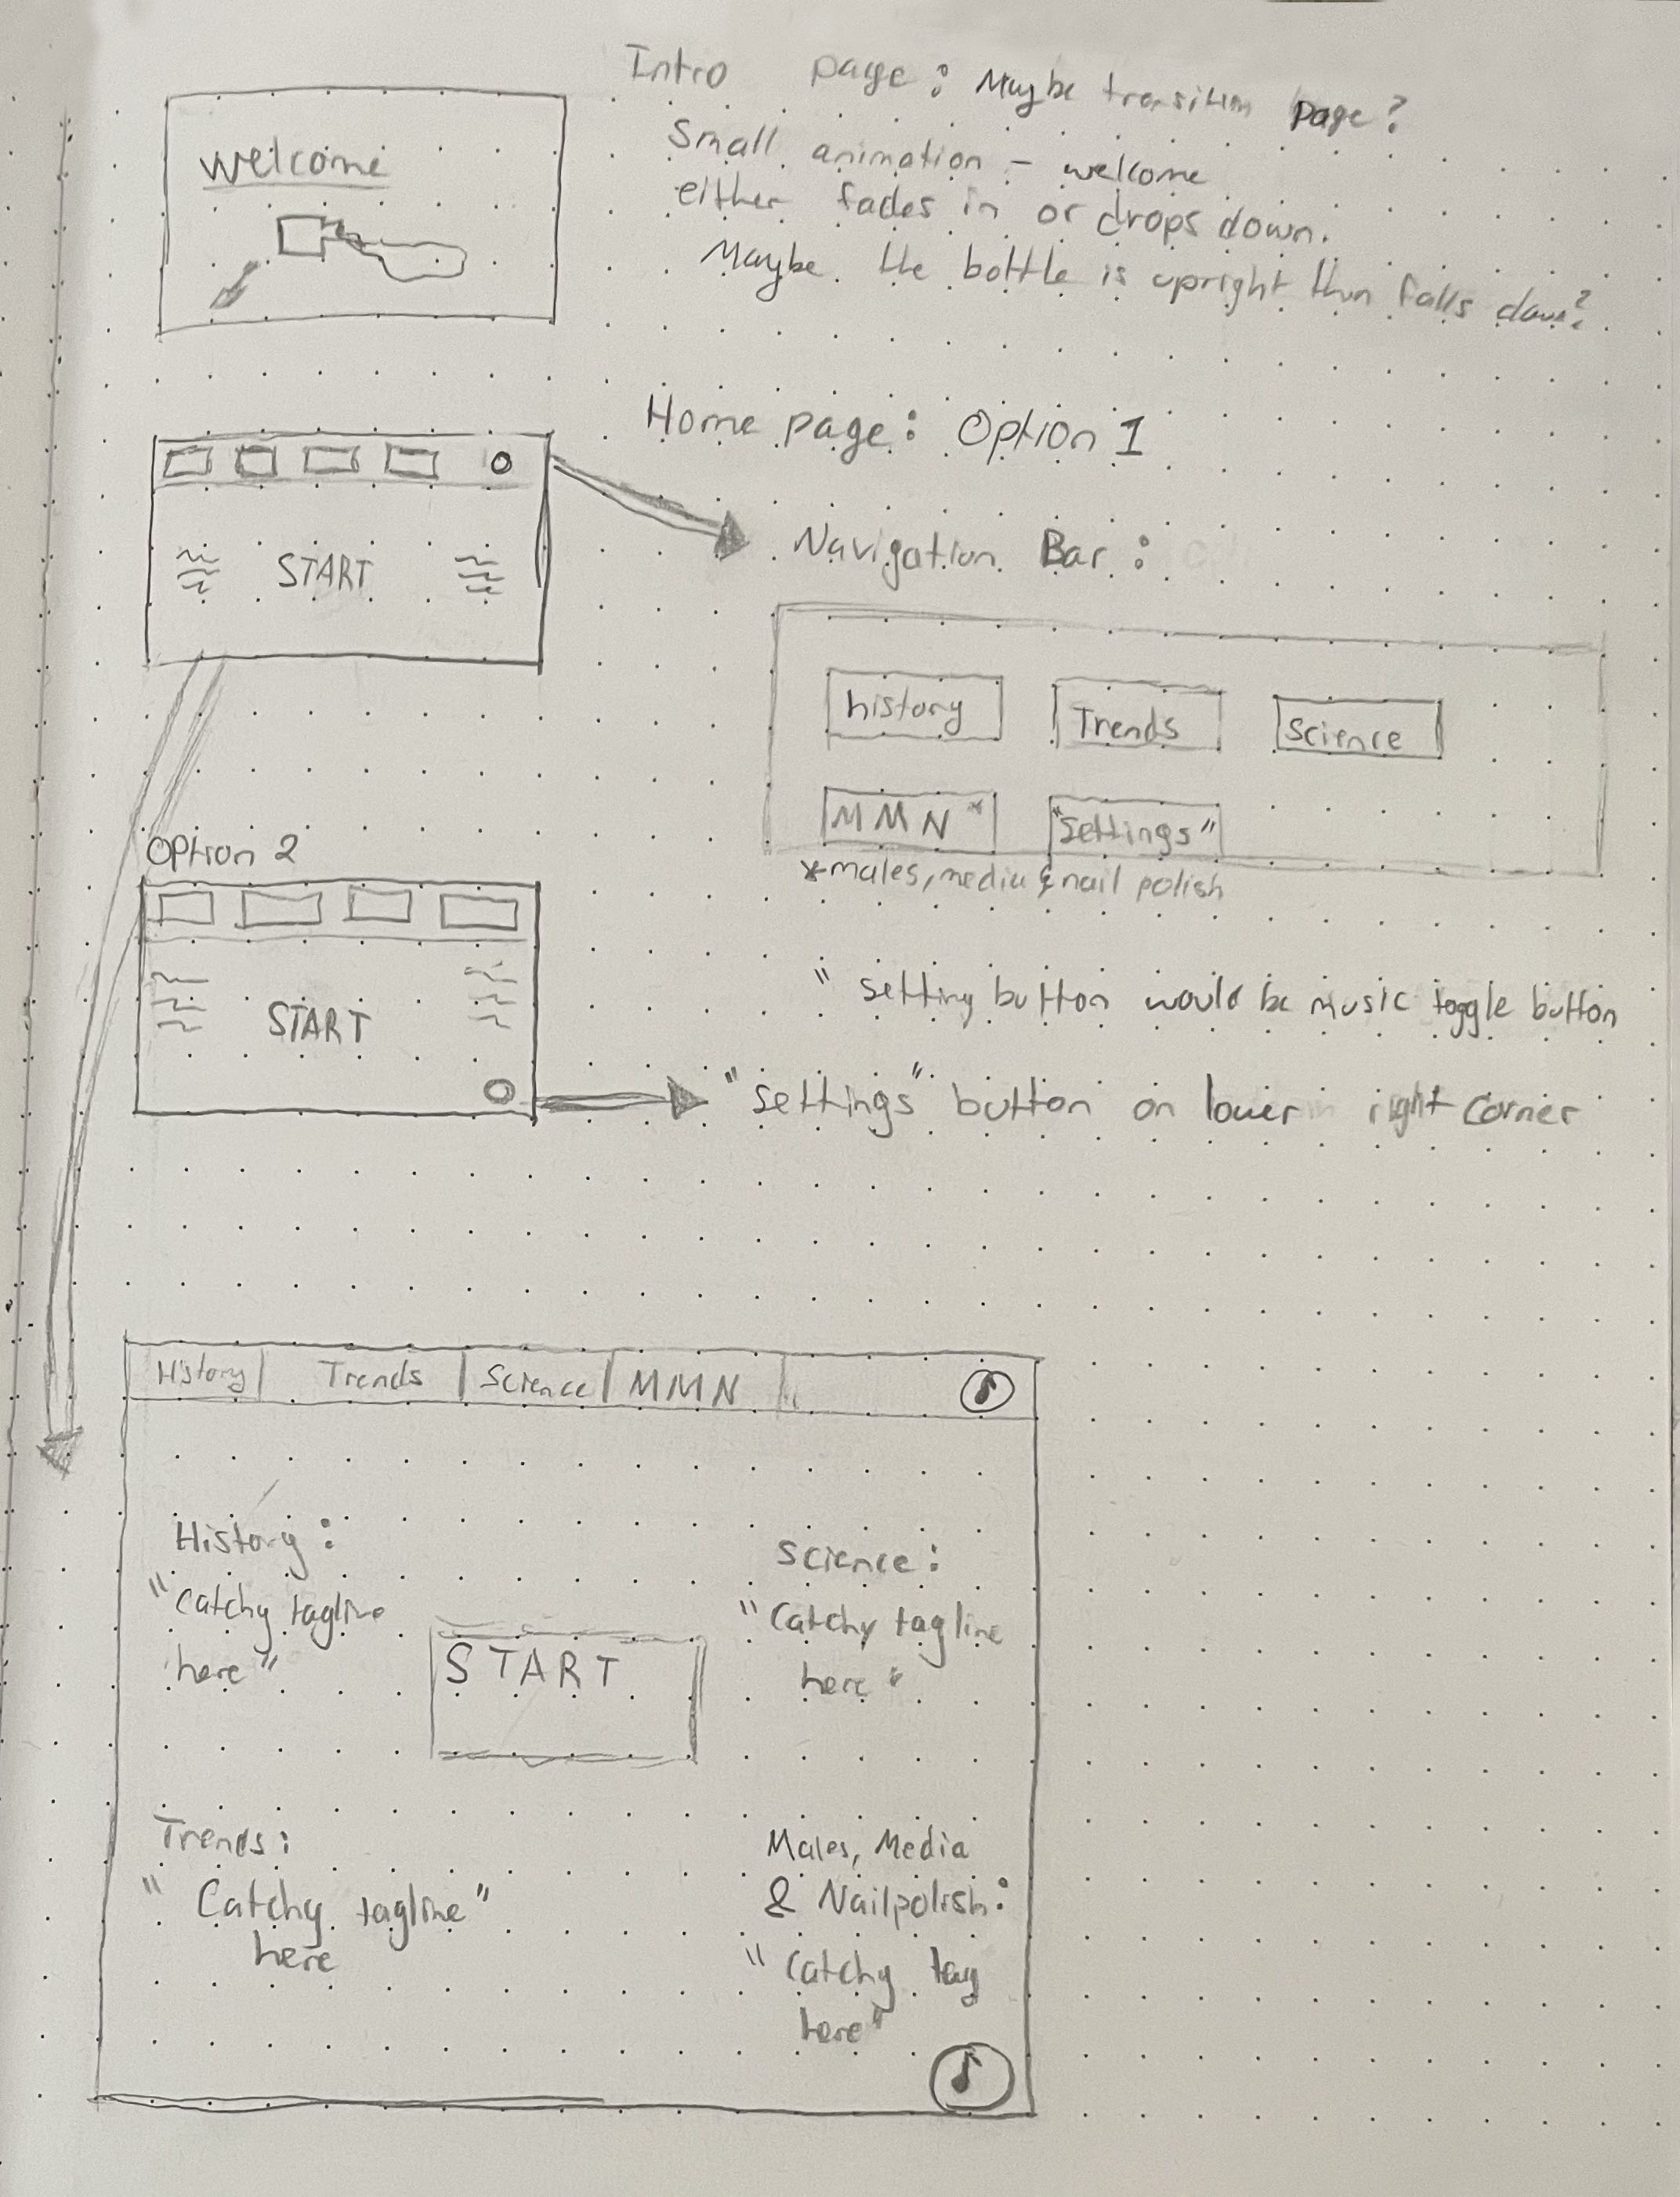 Intro page: Maybe transition page?
Small animation - welcome
either fades in or drops down.
Maybe the bottle is upright then falls down?
welcome
Home page: Option 1
START
Navigation Bar:
history
Trends
Science
MMN *
"Settings"
*males, media & nail polish
Option 2
START
" setting button would be music toggle button
"settings" button on lower right corner
History
Trends
Science
MMN
History:
"Catchy tagline
here"
Science:
"Catchy tagline
here"
START
Trends:
"Catchy tagline"
here
Males, Media
& Nailpolish:
"Catchy tag
here"